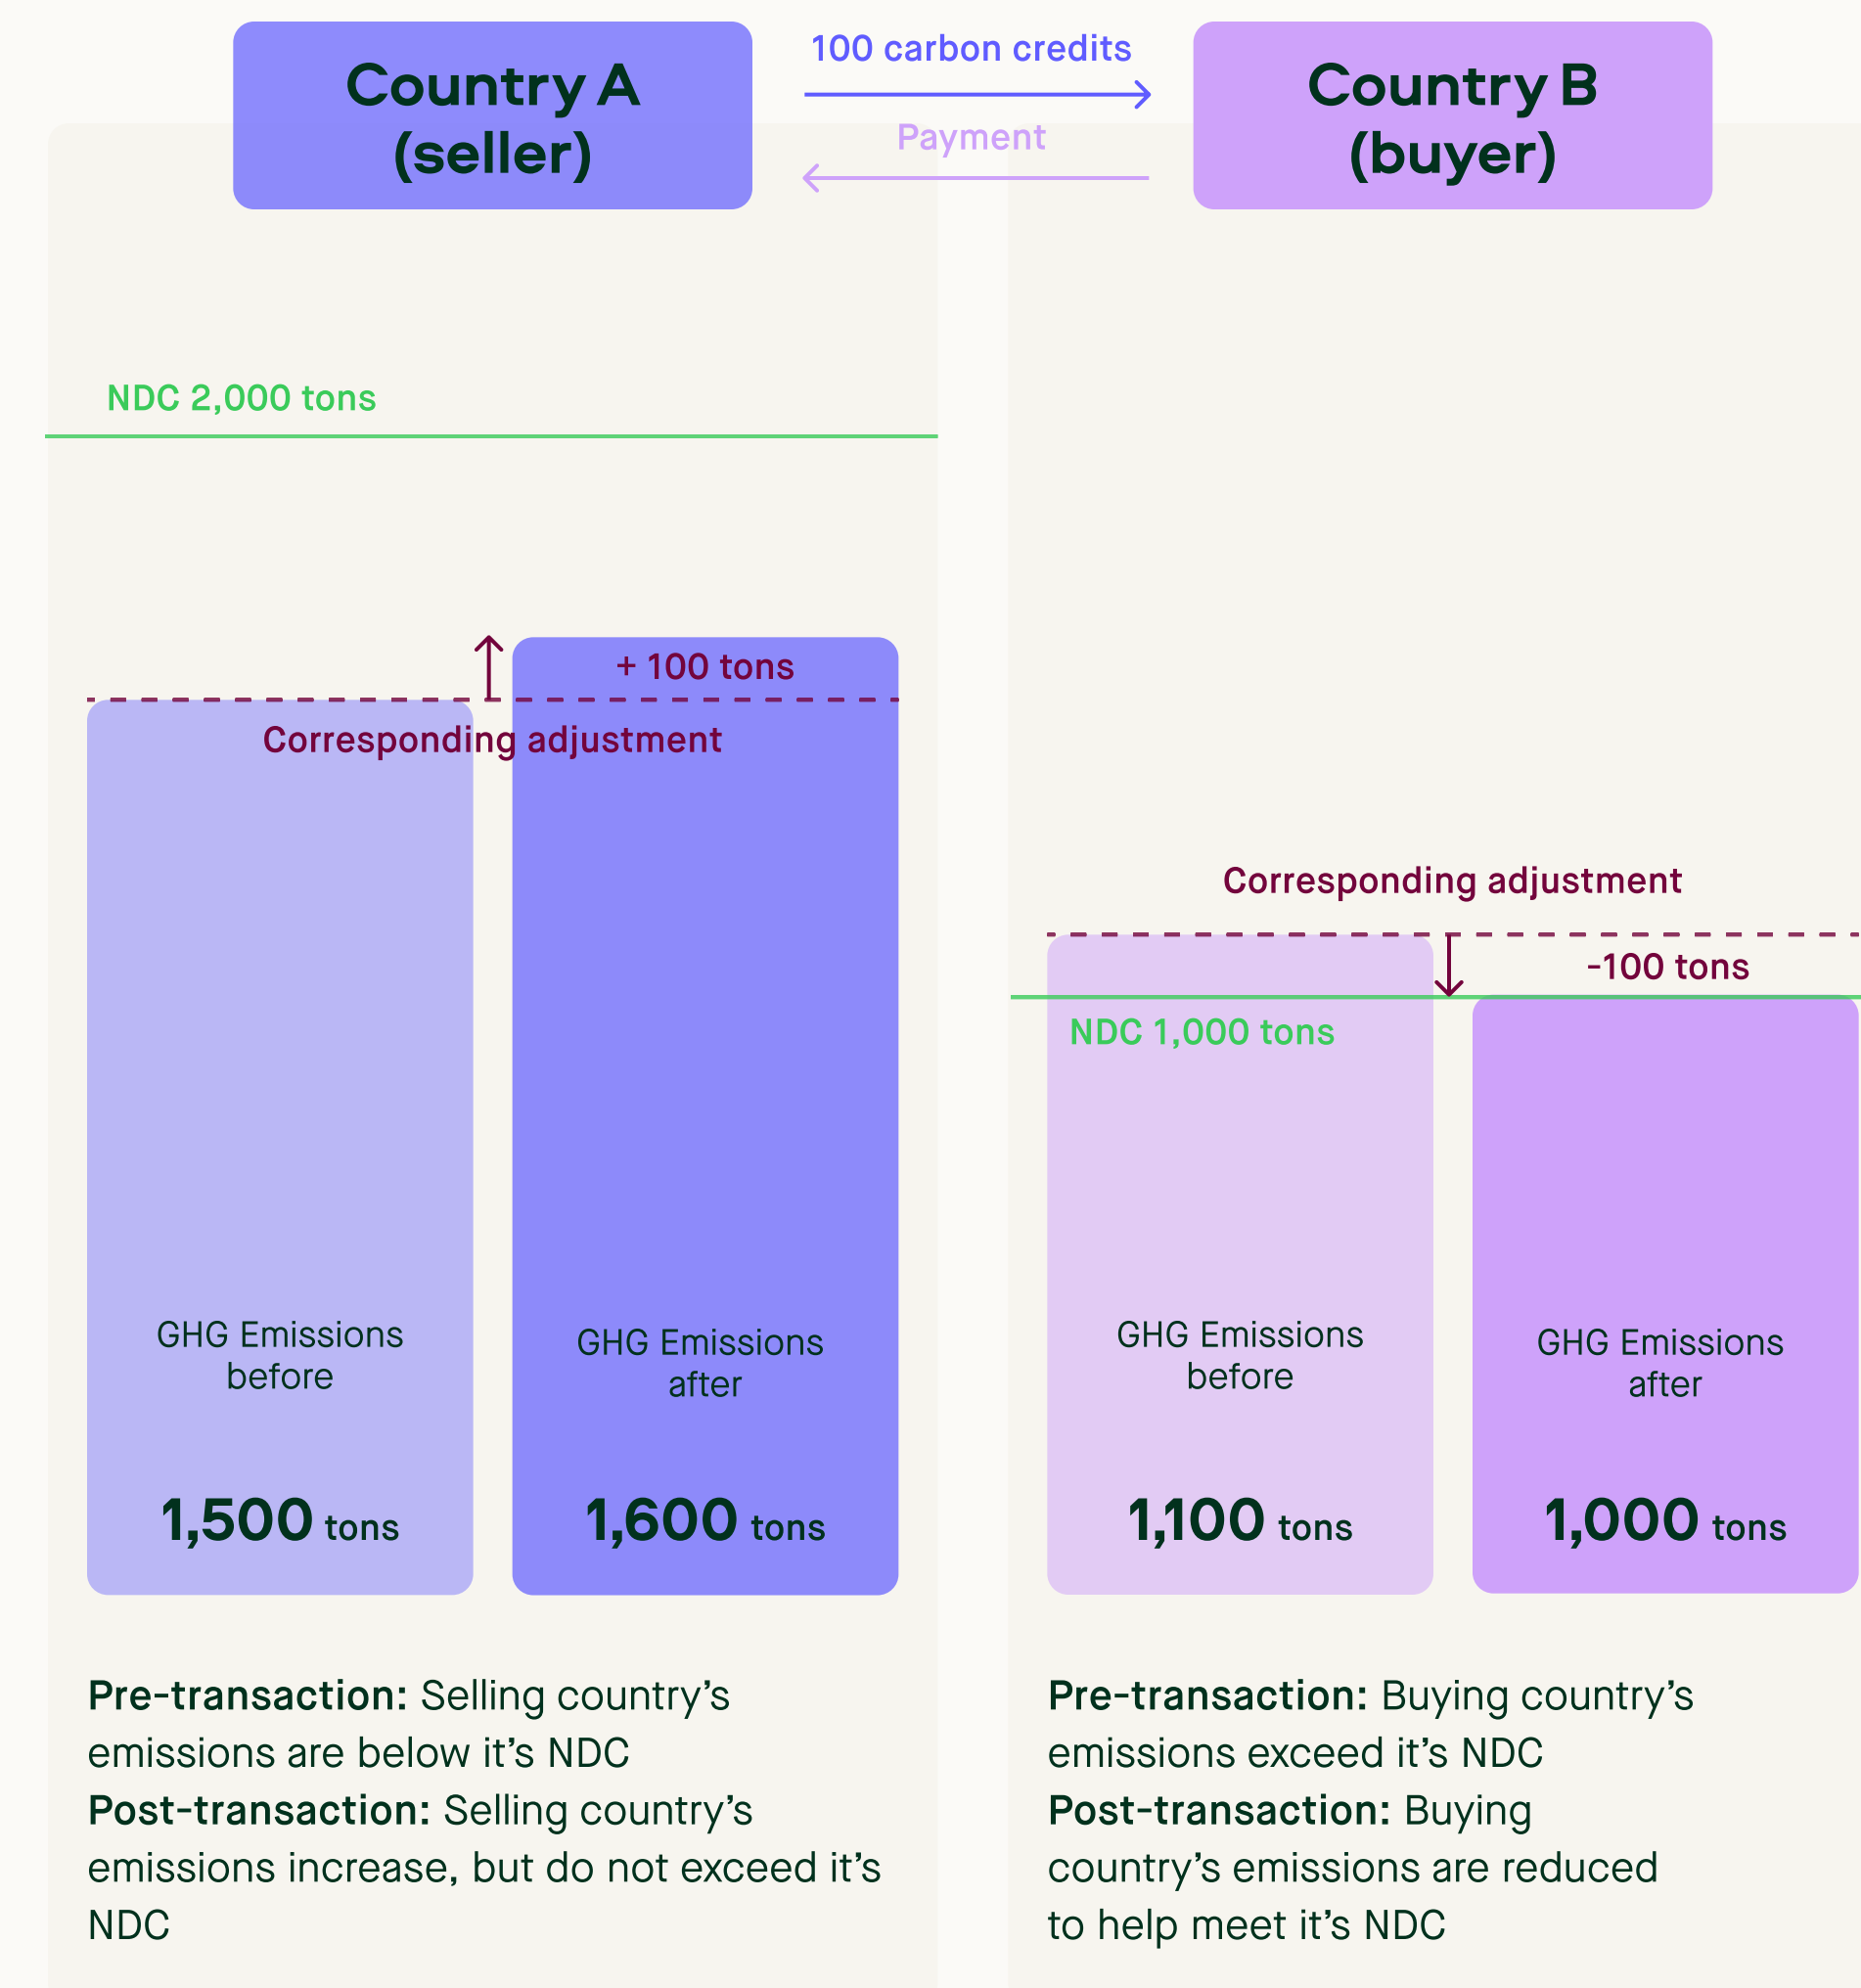 Country A
(seller)
100 carbon credits
Payment
Country B
(buyer)
NDC 2,000 tons
+ 100 tons
Corresponding adjustment
GHG Emissions
before
1,500 tons
GHG Emissions
after
1,600 tons
Corresponding adjustment
-100 tons
NDC 1,000 tons
GHG Emissions
before
1,100 tons
GHG Emissions
after
1,000 tons
Pre-transaction: Selling country’s
emissions are below it’s NDC
Post-transaction: Selling country’s
emissions increase, but do not exceed it’s
NDC
Pre-transaction: Buying country’s
emissions exceed it’s NDC
Post-transaction: Buying
country’s emissions are reduced
to help meet it’s NDC